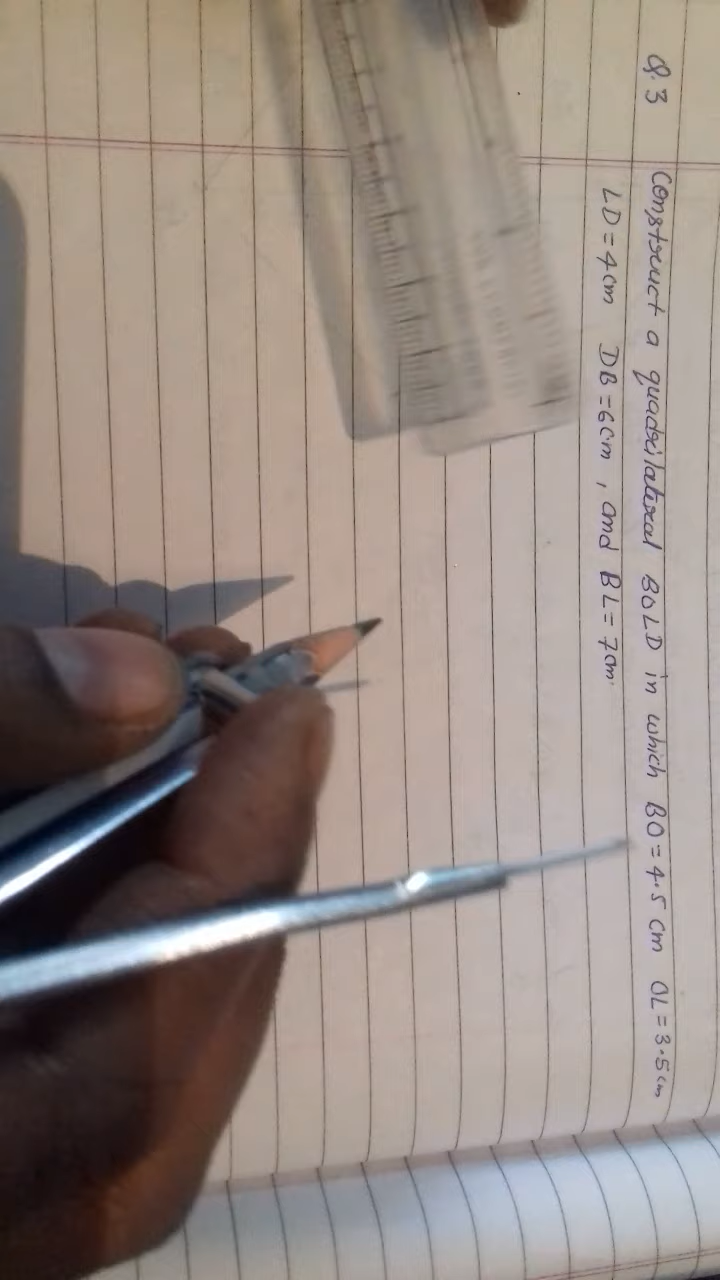 Q.3 Construct a quadrilateral BOLD in which BO = 4.5 cm OL = 3.5 cm
LD = 4 cm DB = 6 cm , and BL = 7 cm.